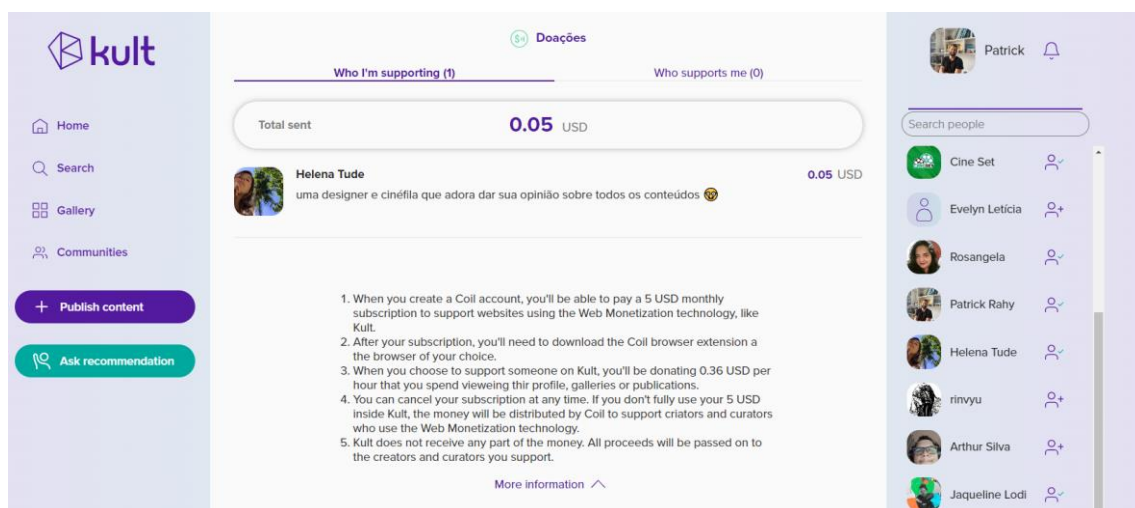 kult
Home
Search
Gallery
Communities
+ Publish content
Ask recommendation
Doações
Who I'm supporting (1)
Who supports me (0)
Total sent
0.05 USD
Helena Tude
0.05 USD
uma designer e cinéfila que adora dar sua opinião sobre todos os conteúdos 🤓
1. When you create a Coil account, you'll be able to pay a 5 USD monthly
subscription to support websites using the Web Monetization technology, like
Kult.
2. After your subscription, you'll need to download the Coil browser extension a
the browser of your choice.
3. When you choose to support someone on Kult, you'll be donating 0.36 USD per
hour that you spend vieweing thir profile, galleries or publications.
4. You can cancel your subscription at any time. If you don't fully use your 5 USD
inside Kult, the money will be distributed by Coil to support criators and curators
who use the Web Monetization technology.
5. Kult does not receive any part of the money. All proceeds will be passed on to
the creators and curators you support.
More information
Patrick
Search people
Cine Set
Evelyn Letícia
Rosangela
Patrick Rahy
Helena Tude
rinvyu
Arthur Silva
Jaqueline Lodi